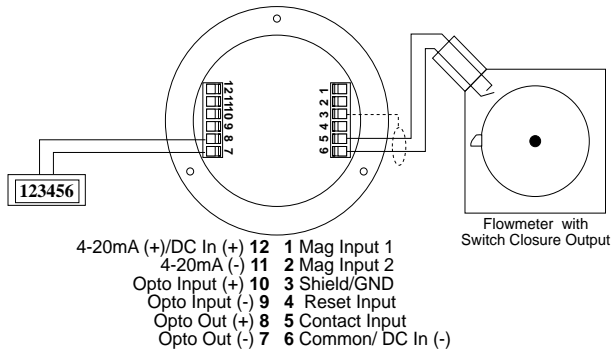 12 11 10 9 8 7
1 2 3 4 5 6
123456
Flowmeter with
Switch Closure Output
4-20mA (+)/DC In (+) 12 1 Mag Input 1
4-20mA (-) 11 2 Mag Input 2
Opto Input (+) 10 3 Shield/GND
Opto Input (-) 9 4 Reset Input
Opto Out (+) 8 5 Contact Input
Opto Out (-) 7 6 Common/ DC In (-)